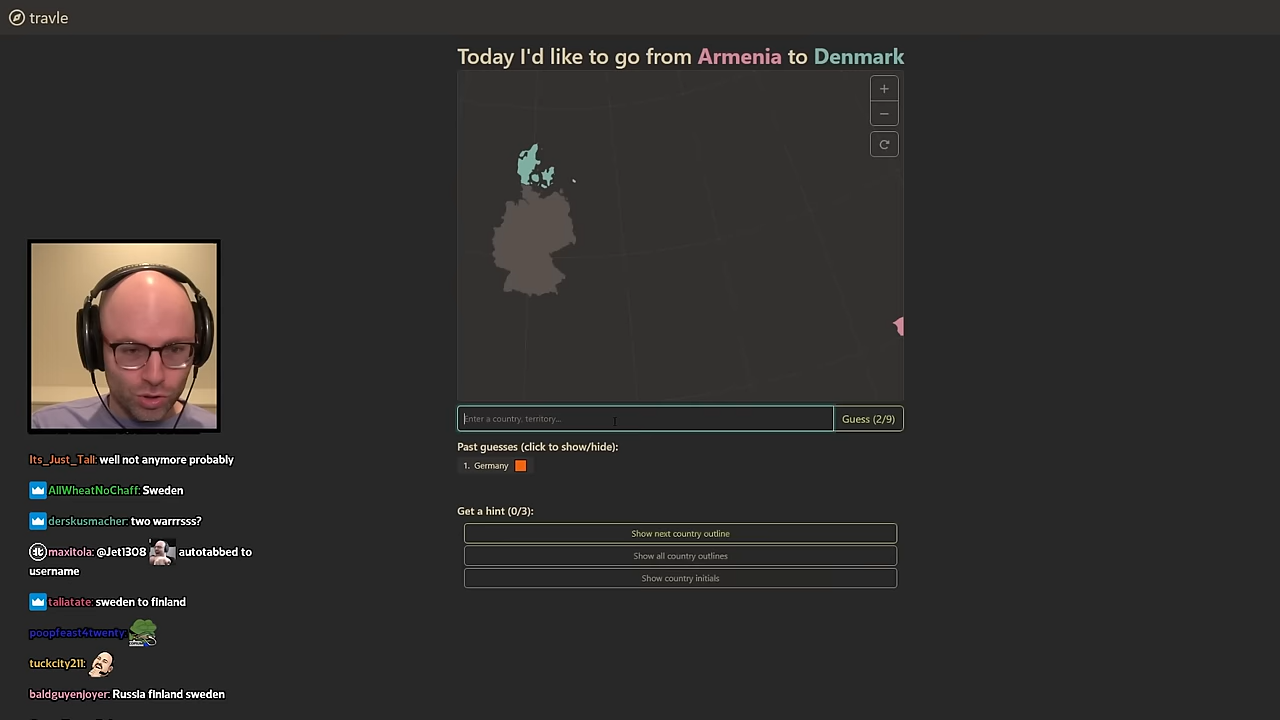 travle
Today I'd like to go from Armenia to Denmark
+
−
Enter a country, territory...
Guess (2/9)
Past guesses (click to show/hide):
1. Germany
Get a hint (0/3):
Show next country outline
Show all country outlines
Show country initials
Its_Just_Tall: well not anymore probably
AllWheatNoChaff: Sweden
derskusmacher: two warrrsss?
maxitola: @Jet1308 autotabbed to
username
taliatate: sweden to finland
poopfeast4twenty:
tuckcity211:
baldguyenjoyer: Russia finland sweden